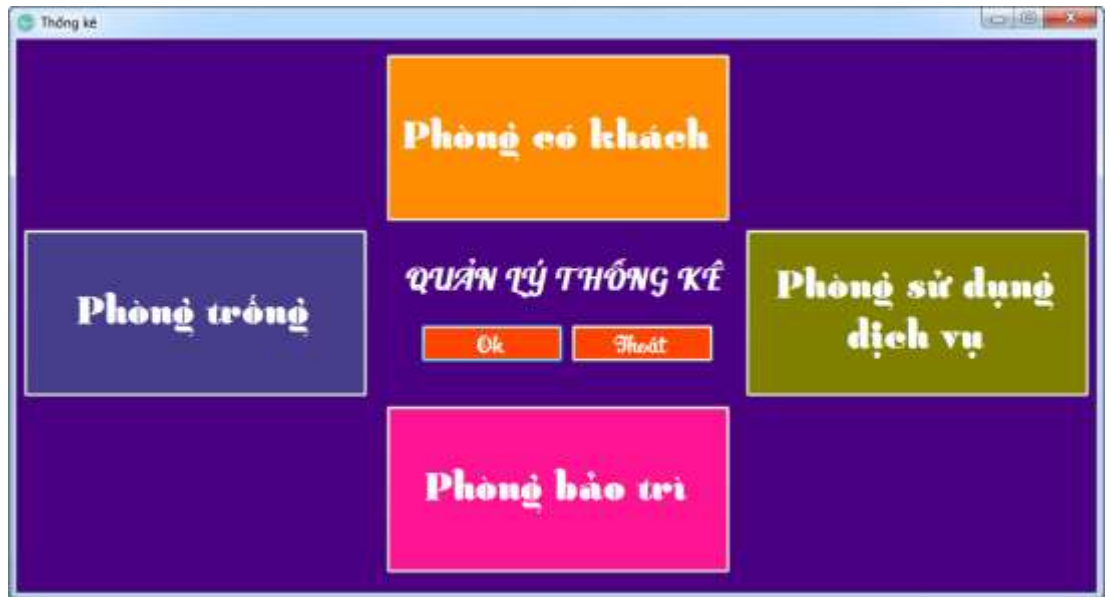 Thống kê
Phòng có khách
Phòng trống
QUẢN LÝ THỐNG KÊ
Ok
Thoát
Phòng sử dụng
dịch vụ
Phòng bảo trì